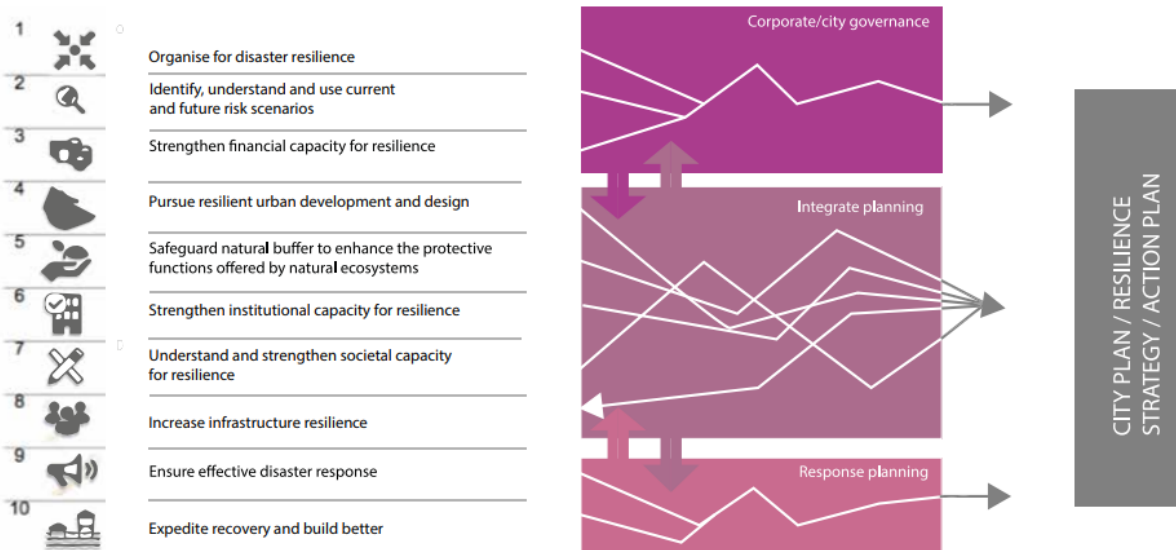 1
Organise for disaster resilience
2
Identify, understand and use current
and future risk scenarios
3
Strengthen financial capacity for resilience
4
Pursue resilient urban development and design
5
Safeguard natural buffer to enhance the protective
functions offered by natural ecosystems
6
Strengthen institutional capacity for resilience
7
Understand and strengthen societal capacity
for resilience
8
Increase infrastructure resilience
9
Ensure effective disaster response
10
Expedite recovery and build better
Corporate/city governance
Integrate planning
Response planning
CITY PLAN / RESILIENCE
STRATEGY / ACTION PLAN